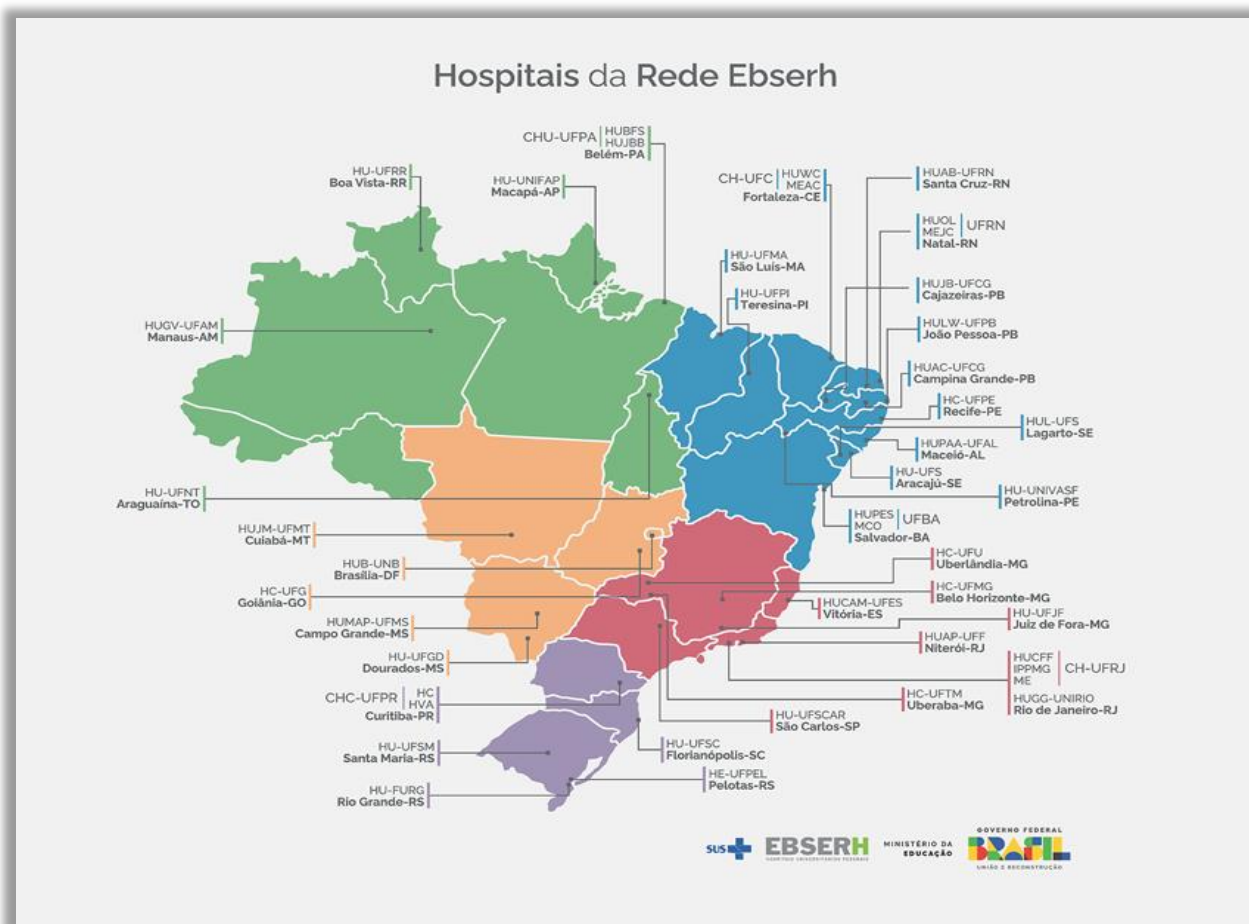 Hospitais da Rede Ebserh
CHU-UFPA
HUBFS
HUJBB
Belém-PA
HU-UFRR
Boa Vista-RR
HU-UNIFAP
Macapá-AP
CH-UFC
HUWC
MEAC
Fortaleza-CE
HUAB-UFRN
Santa Cruz-RN
HUOL
MEJC
UFRN
Natal-RN
HU-UFMA
São Luís-MA
HU-UFPI
Teresina-PI
HUJB-UFCG
Cajazeiras-PB
HUGV-UFAM
Manaus-AM
HULW-UFPB
João Pessoa-PB
HUAC-UFCG
Campina Grande-PB
HC-UFPE
Recife-PE
HUL-UFS
Lagarto-SE
HUPAA-UFAL
Maceió-AL
HU-UFS
Aracajú-SE
HU-UFNT
Araguaína-TO
HU-UNIVASF
Petrolina-PE
HUPES
MCO
UFBA
Salvador-BA
HUJM-UFMT
Cuiabá-MT
HUB-UNB
Brasília-DF
HC-UFU
Uberlândia-MG
HC-UFG
Goiânia-GO
HC-UFMG
Belo Horizonte-MG
HUCAM-UFES
Vitória-ES
HU-UFJF
Juiz de Fora-MG
HUMAP-UFMS
Campo Grande-MS
HUAP-UFF
Niterói-RJ
HU-UFGD
Dourados-MS
HUCFF
IPPMG
ME
CH-UFRJ
HUGG-UNIRIO
Rio de Janeiro-RJ
CHC-UFPR
HC
HVA
Curitiba-PR
HC-UFTM
Uberaba-MG
HU-UFSCAR
São Carlos-SP
HU-UFSM
Santa Maria-RS
HU-UFSC
Florianópolis-SC
HE-UFPEL
Pelotas-RS
HU-FURG
Rio Grande-RS
SUS
EBSERH
HOSPITAIS UNIVERSITÁRIOS FEDERAIS
MINISTÉRIO DA
EDUCAÇÃO
GOVERNO FEDERAL
BRASIL
UNIÃO E RECONSTRUÇÃO